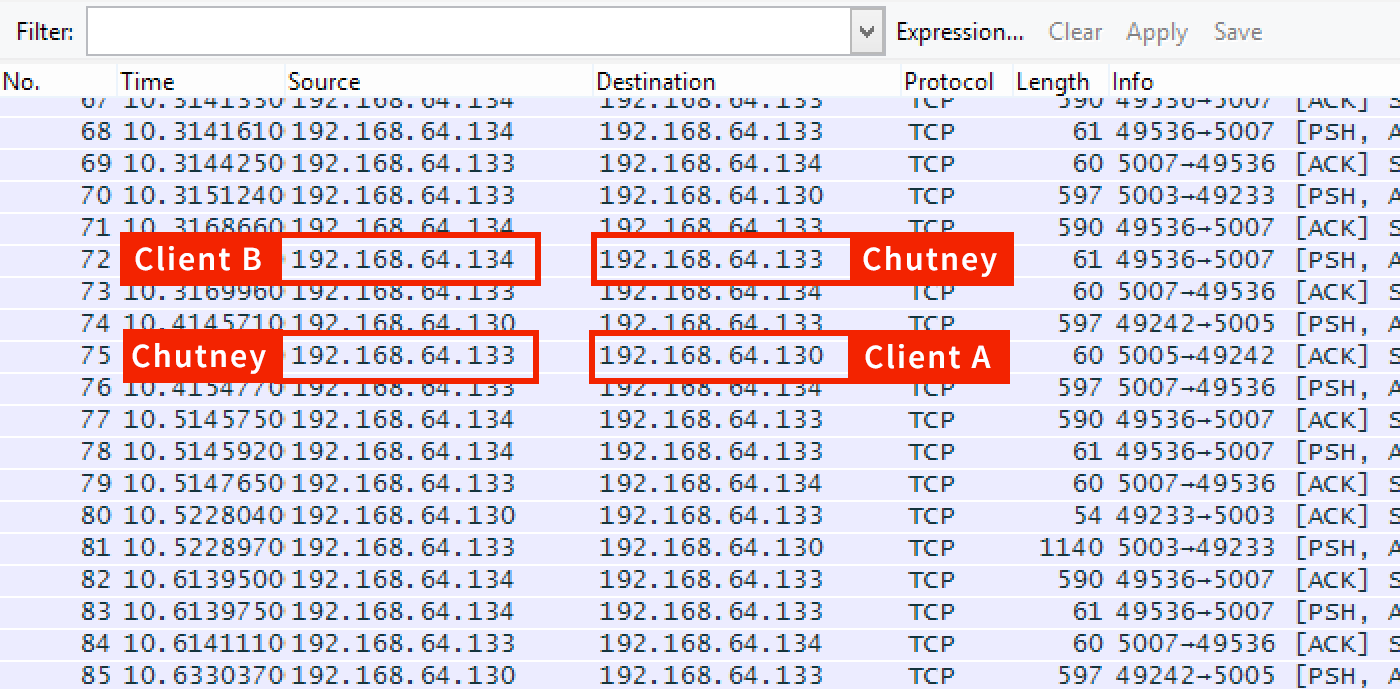 Filter: Expression... Clear Apply Save
No. Time Source Destination Protocol Length Info
67 10.3141330 192.168.64.134 192.168.64.133 TCP 590 49536→5007 [ACK] S
68 10.3141610 192.168.64.134 192.168.64.133 TCP 61 49536→5007 [PSH, A
69 10.3144250 192.168.64.133 192.168.64.134 TCP 60 5007→49536 [ACK] S
70 10.3151240 192.168.64.133 192.168.64.130 TCP 597 5003→49233 [PSH, A
71 10.3168660 192.168.64.134 192.168.64.133 TCP 590 49536→5007 [ACK] S
72 Client B 192.168.64.134 192.168.64.133 Chutney 61 49536→5007 [PSH, A
73 10.3169960 192.168.64.133 192.168.64.134 TCP 60 5007→49536 [ACK] S
74 10.4145710 192.168.64.130 192.168.64.133 TCP 597 49242→5005 [PSH, A
75 Chutney 192.168.64.133 192.168.64.130 Client A 60 5005→49242 [ACK] S
76 10.4154770 192.168.64.133 192.168.64.134 TCP 597 5007→49536 [PSH, A
77 10.5145750 192.168.64.134 192.168.64.133 TCP 590 49536→5007 [ACK] S
78 10.5145920 192.168.64.134 192.168.64.133 TCP 61 49536→5007 [PSH, A
79 10.5147650 192.168.64.133 192.168.64.134 TCP 60 5007→49536 [ACK] S
80 10.5228040 192.168.64.130 192.168.64.133 TCP 54 49233→5003 [ACK] S
81 10.5228970 192.168.64.133 192.168.64.130 TCP 1140 5003→49233 [PSH, A
82 10.6139500 192.168.64.134 192.168.64.133 TCP 590 49536→5007 [ACK] S
83 10.6139750 192.168.64.134 192.168.64.133 TCP 61 49536→5007 [PSH, A
84 10.6141110 192.168.64.133 192.168.64.134 TCP 60 5007→49536 [ACK] S
85 10.6330370 192.168.64.130 192.168.64.133 TCP 597 49242→5005 [PSH, A